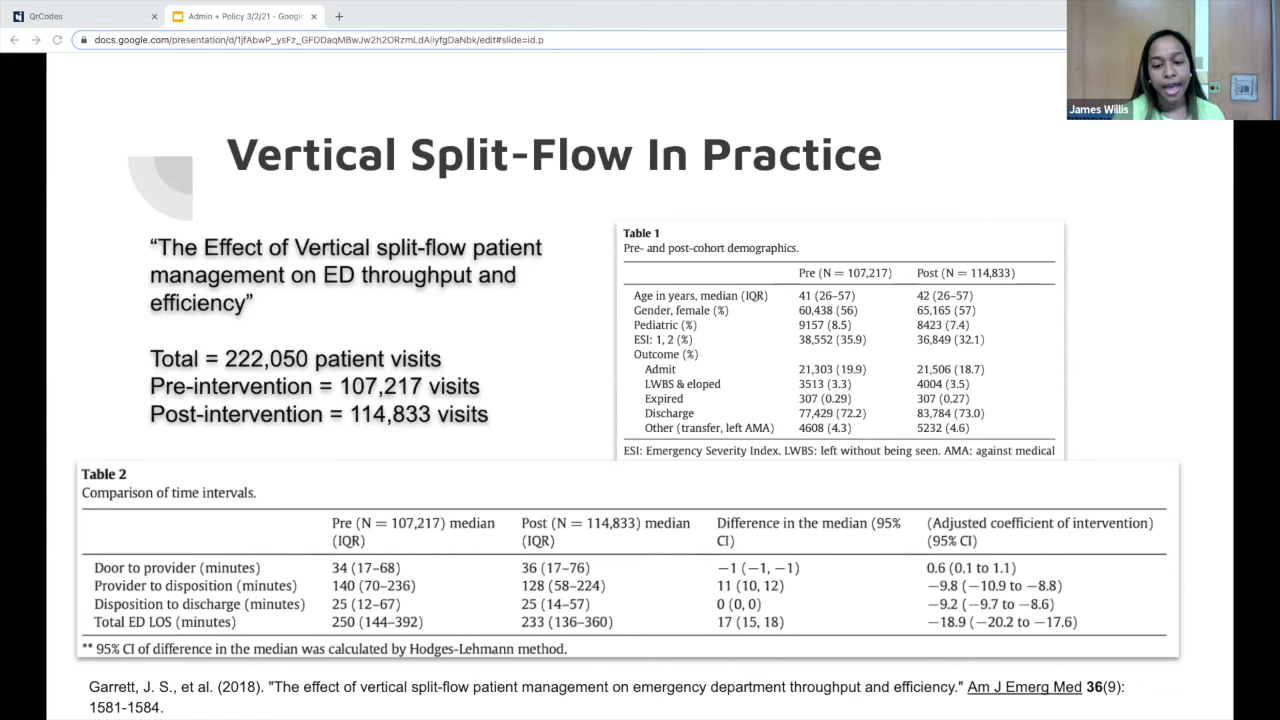 QrCodes
Admin + Policy 3/2/21 - Google
docs.google.com/presentation/d/1jfAbwP_ysFz_GFDDaqMBwJw2h2ORzmLdAiiyfgDaNbk/edit#slide=id.p
James Willis
Vertical Split-Flow In Practice
“The Effect of Vertical split-flow patient
management on ED throughput and
efficiency”
Total = 222,050 patient visits
Pre-intervention = 107,217 visits
Post-intervention = 114,833 visits
Table 1
Pre- and post-cohort demographics.
Pre (N = 107,217) Post (N = 114,833)
Age in years, median (IQR) 41 (26–57) 42 (26–57)
Gender, female (%) 60,438 (56) 65,165 (57)
Pediatric (%) 9157 (8.5) 8423 (7.4)
ESI: 1, 2 (%) 38,552 (35.9) 36,849 (32.1)
Outcome (%)
Admit 21,303 (19.9) 21,506 (18.7)
LWBS & eloped 3513 (3.3) 4004 (3.5)
Expired 307 (0.29) 307 (0.27)
Discharge 77,429 (72.2) 83,784 (73.0)
Other (transfer, left AMA) 4608 (4.3) 5232 (4.6)
ESI: Emergency Severity Index. LWBS: left without being seen. AMA: against medical
Table 2
Comparison of time intervals.
Pre (N = 107,217) median Post (N = 114,833) median Difference in the median (95% (Adjusted coefficient of intervention)
(IQR) (IQR) CI) (95% CI)
Door to provider (minutes) 34 (17–68) 36 (17–76) −1 (−1, −1) 0.6 (0.1 to 1.1)
Provider to disposition (minutes) 140 (70–236) 128 (58–224) 11 (10, 12) −9.8 (−10.9 to −8.8)
Disposition to discharge (minutes) 25 (12–67) 25 (14–57) 0 (0, 0) −9.2 (−9.7 to −8.6)
Total ED LOS (minutes) 250 (144–392) 233 (136–360) 17 (15, 18) −18.9 (−20.2 to −17.6)
** 95% CI of difference in the median was calculated by Hodges-Lehmann method.
Garrett, J. S., et al. (2018). "The effect of vertical split-flow patient management on emergency department throughput and efficiency." Am J Emerg Med 36(9):
1581-1584.